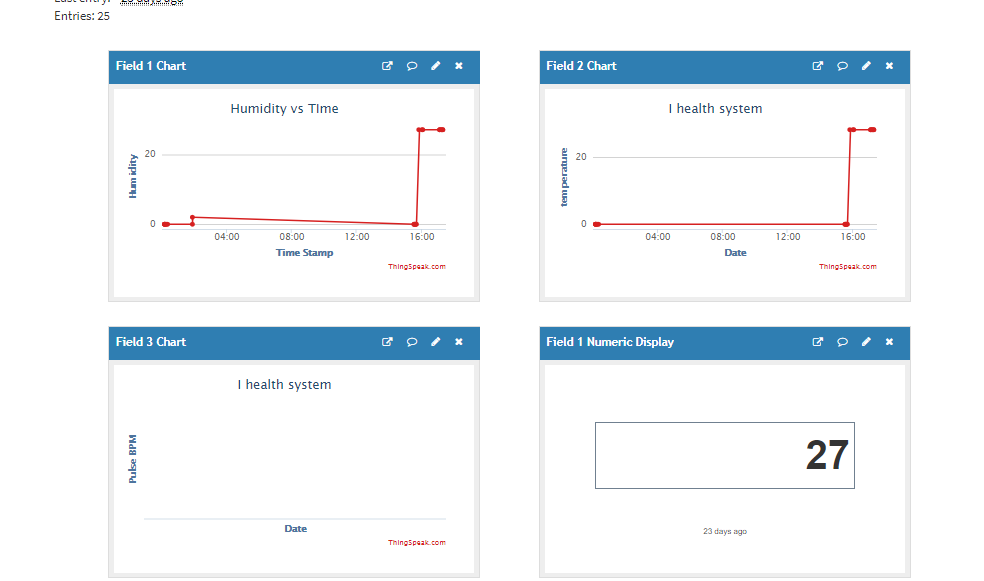 Entries: 25
Field 1 Chart
Humidity vs TIme
Humidity
20
0
04:00 08:00 12:00 16:00
Time Stamp
ThingSpeak.com
Field 2 Chart
I health system
temperature
20
0
04:00 08:00 12:00 16:00
Date
ThingSpeak.com
Field 3 Chart
I health system
Pulse BPM
Date
ThingSpeak.com
Field 1 Numeric Display
27
23 days ago